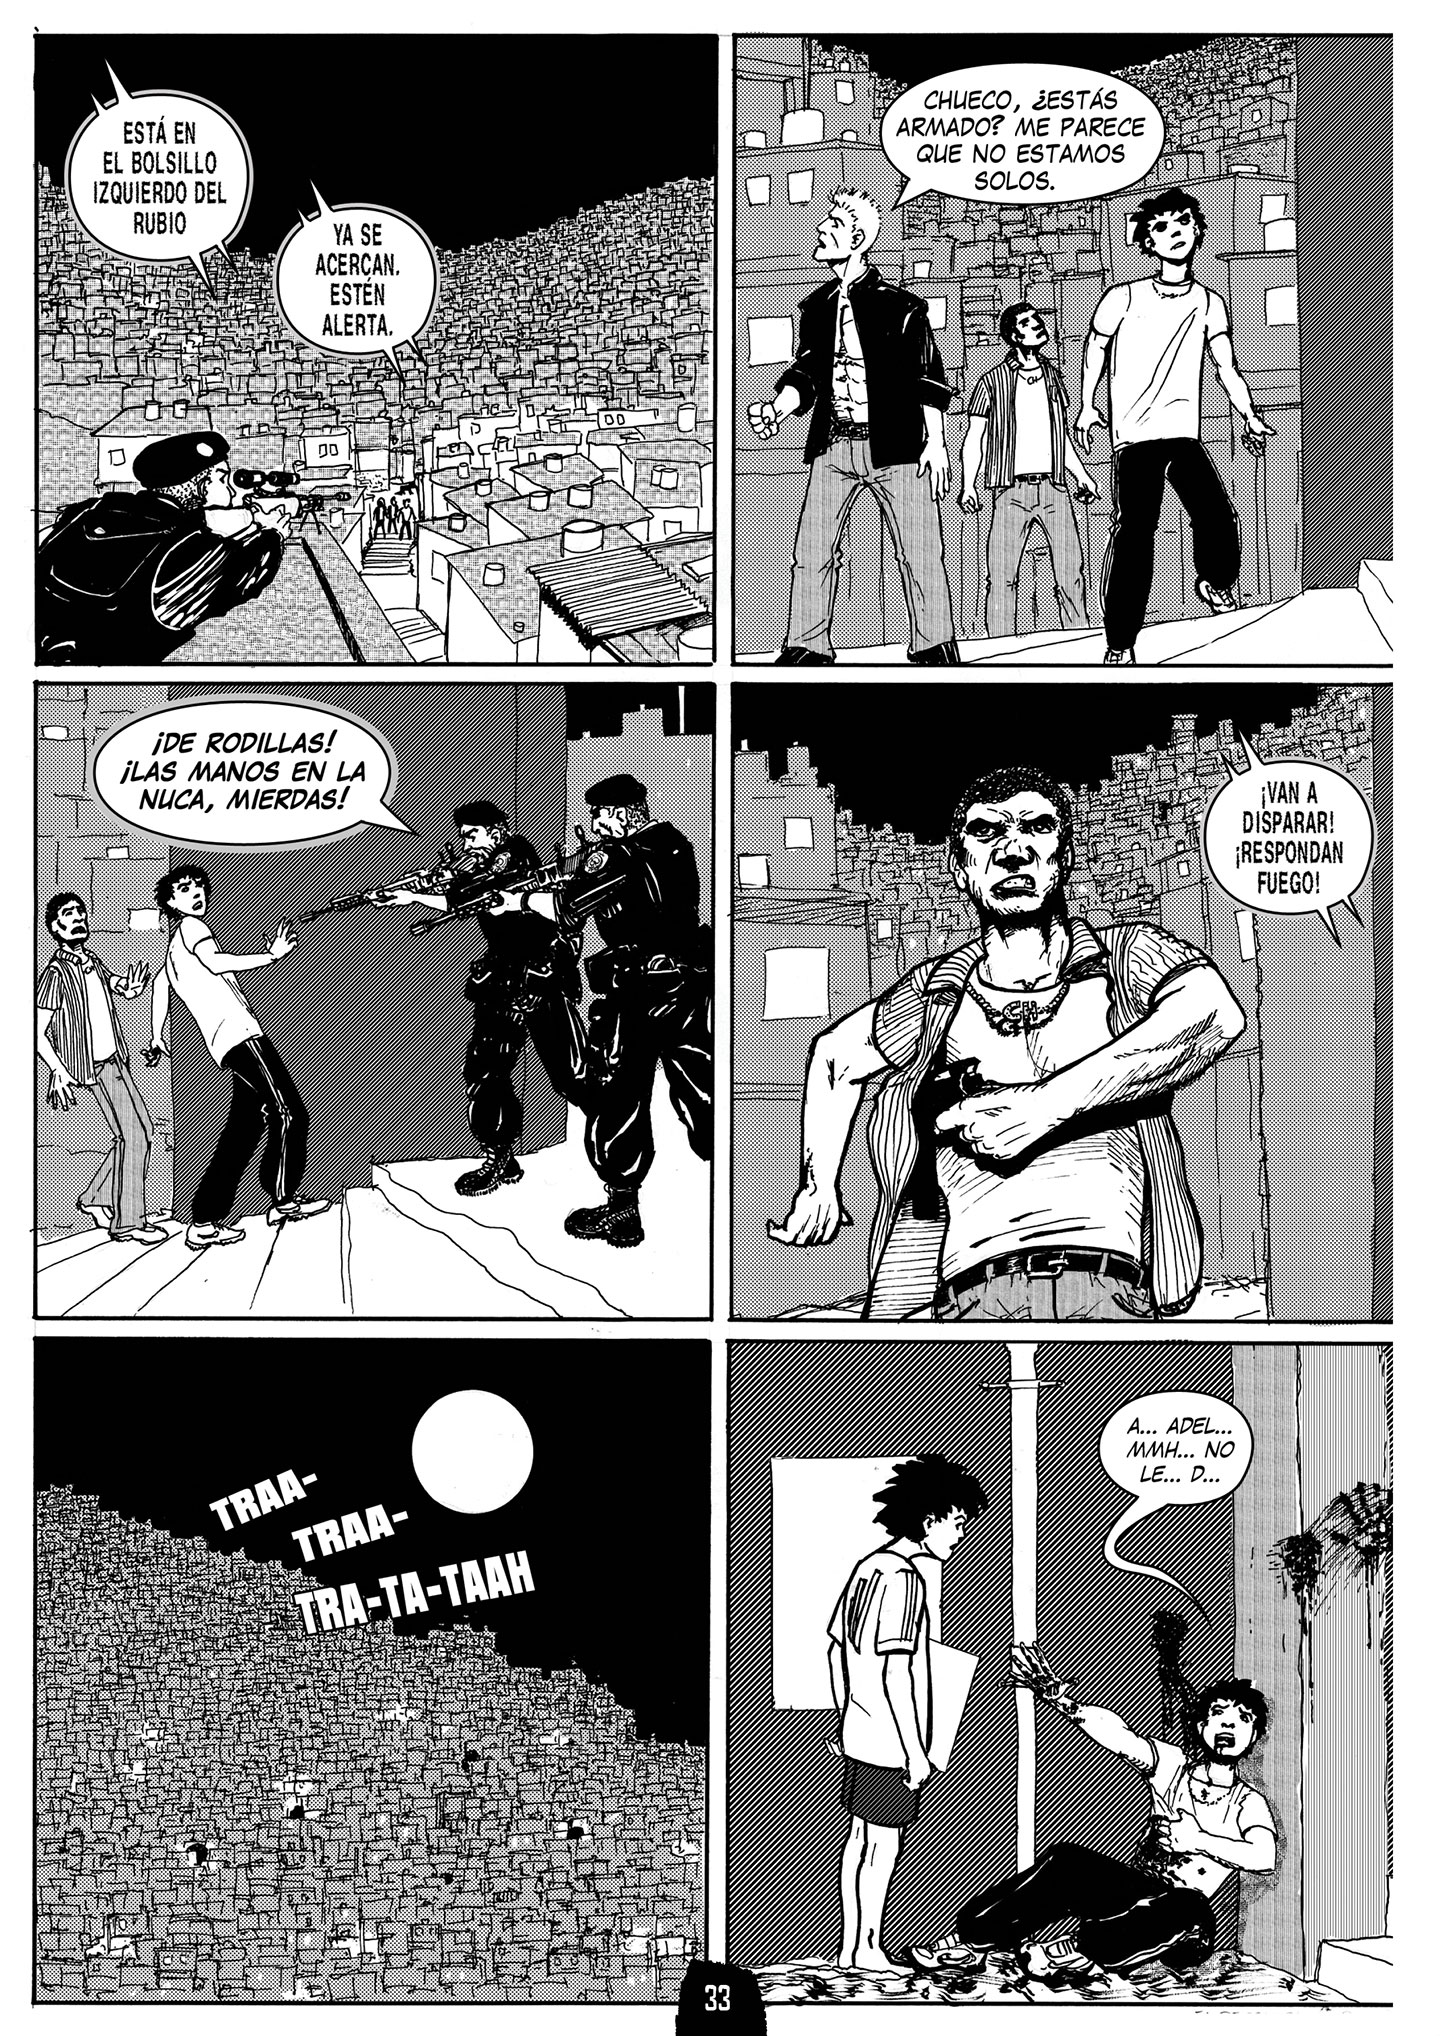 ESTÁ EN
EL BOLSILLO
IZQUIERDO DEL
RUBIO
YA SE
ACERCAN.
ESTÉN
ALERTA.
CHUECO, ¿ESTÁS
ARMADO? ME PARECE
QUE NO ESTAMOS
SOLOS.
CH
¡DE RODILLAS!
¡LAS MANOS EN LA
NUCA, MIERDAS!
¡VAN A
DISPARAR!
¡RESPONDAN
FUEGO!
CH
TRAA-
TRAA-
TRA-TA-TAAH
A... ADEL...
MMH... NO
LE... D...
33